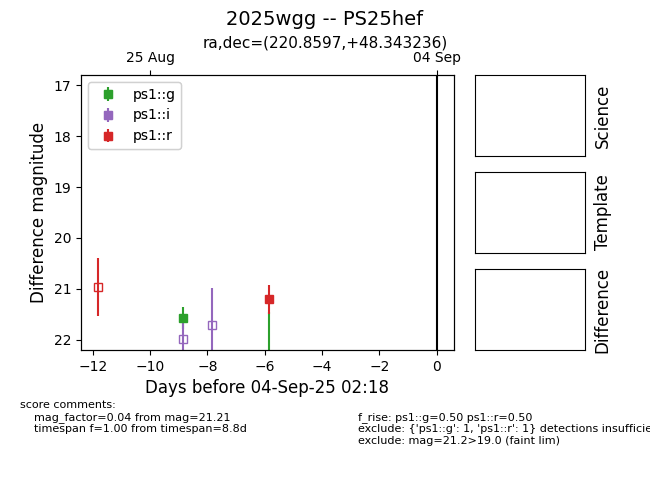 2025wgg -- PS25hef
ra,dec=(220.8597,+48.343236)
25 Aug
04 Sep
ps1::g
ps1::i
ps1::r
17
18
19
20
21
22
Difference magnitude
−12
−10
−8
−6
−4
−2
0
Days before 04-Sep-25 02:18
Science
Template
Difference
score comments:
mag_factor=0.04 from mag=21.21
timespan f=1.00 from timespan=8.8d
f_rise: ps1::g=0.50 ps1::r=0.50
exclude: {'ps1::g': 1, 'ps1::r': 1} detections insufficie
exclude: mag=21.2>19.0 (faint lim)